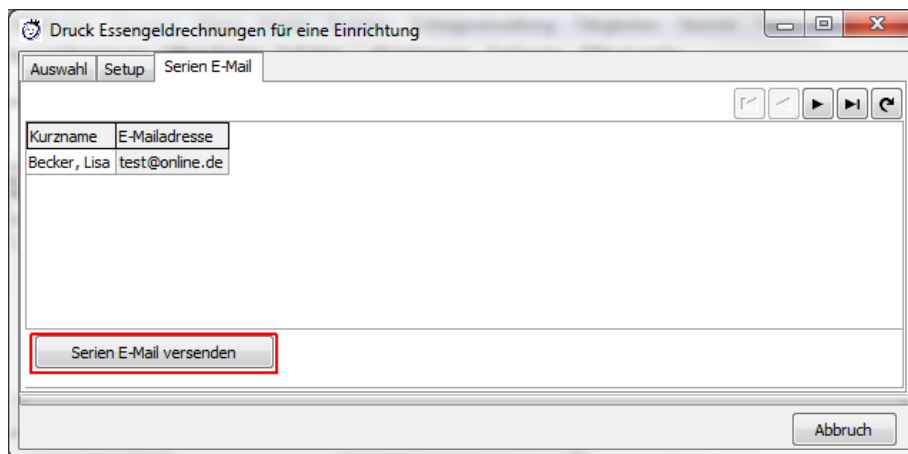 Druck Essengeldrechnungen für eine Einrichtung
Auswahl Setup Serien E-Mail
Kurzname E-Mailadresse
Becker, Lisa test@online.de
Serien E-Mail versenden
Abbruch